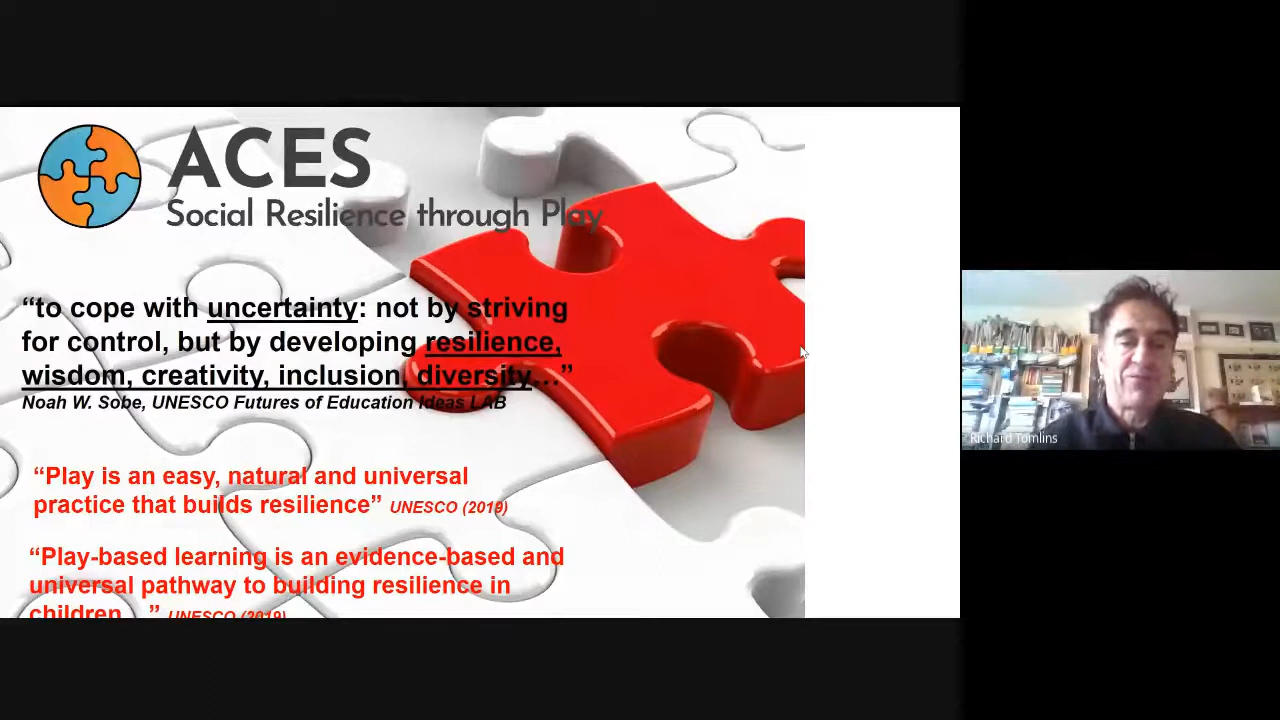 ACES
Social Resilience through Play
“to cope with uncertainty: not by striving
for control, but by developing resilience,
wisdom, creativity, inclusion, diversity…”
Noah W. Sobe, UNESCO Futures of Education Ideas LAB
“Play is an easy, natural and universal
practice that builds resilience” UNESCO (2019)
“Play-based learning is an evidence-based and
universal pathway to building resilience in
children…” UNESCO (2019)
Richard Tomlins